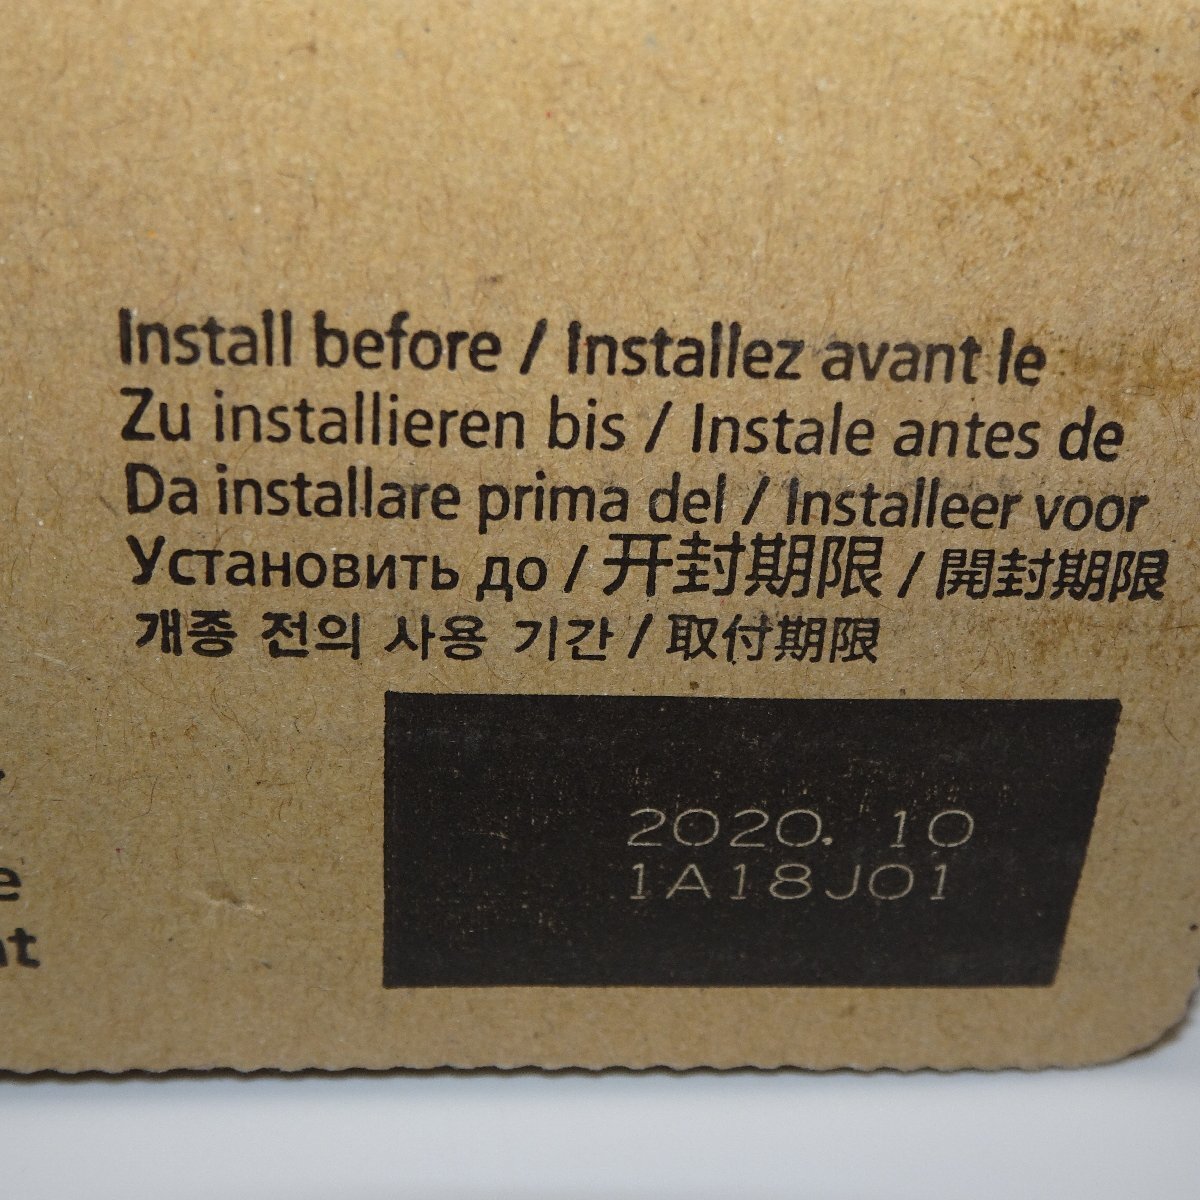 Install before / Installez avant le
Zu installieren bis / Instale antes de
Da installare prima del / Installeer voor
Установить до / 开封期限 / 開封期限
개종 전의 사용 기간 / 取付期限
2020. 10
1A18J01